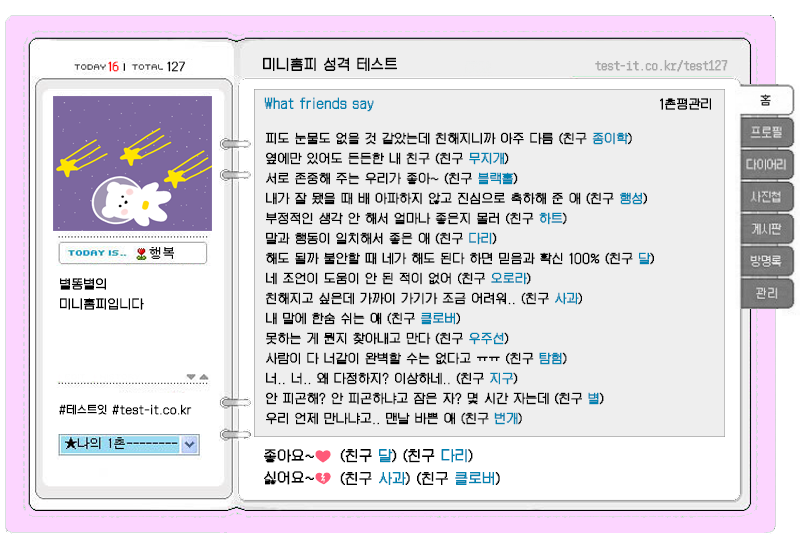 TODAY 16 | TOTAL 127
미니홈피 성격 테스트
test-it.co.kr/test127
TODAY IS.. 행복
별똥별의
미니홈피입니다
#테스트잇 #test-it.co.kr
★나의 1촌--------
What friends say
1촌평관리
피도 눈물도 없을 것 같았는데 친해지니까 아주 다름 (친구 좀이학)
옆에만 있어도 든든한 내 친구 (친구 무지개)
서로 존중해 주는 우리가 좋아~ (친구 블랙홀)
내가 잘 됐을 때 배 아파하지 않고 진심으로 축하해 준 애 (친구 행성)
부정적인 생각 안 해서 얼마나 좋은지 몰러 (친구 하트)
말과 행동이 일치해서 좋은 애 (친구 다리)
해도 될까 불안할 때 네가 해도 된다 하면 믿음과 확신 100% (친구 달)
네 조언이 도움이 안 된 적이 없어 (친구 오로라)
친해지고 싶은데 가까이 가기가 조금 어려워.. (친구 사과)
내 말에 한숨 쉬는 애 (친구 클로버)
못하는 게 뭔지 찾아내고 만다 (친구 우주선)
사람이 다 너같이 완벽할 수는 없다고 ㅠㅠ (친구 탐험)
너.. 너.. 왜 다정하지? 이상하네.. (친구 지구)
안 피곤해? 안 피곤하냐고 잠은 자? 몇 시간 자는데 (친구 별)
우리 언제 만나냐고.. 맨날 바쁜 애 (친구 번개)
좋아요~ (친구 달) (친구 다리)
싫어요~ (친구 사과) (친구 클로버)
홈
프로필
다이어리
사진첩
게시판
방명록
관리